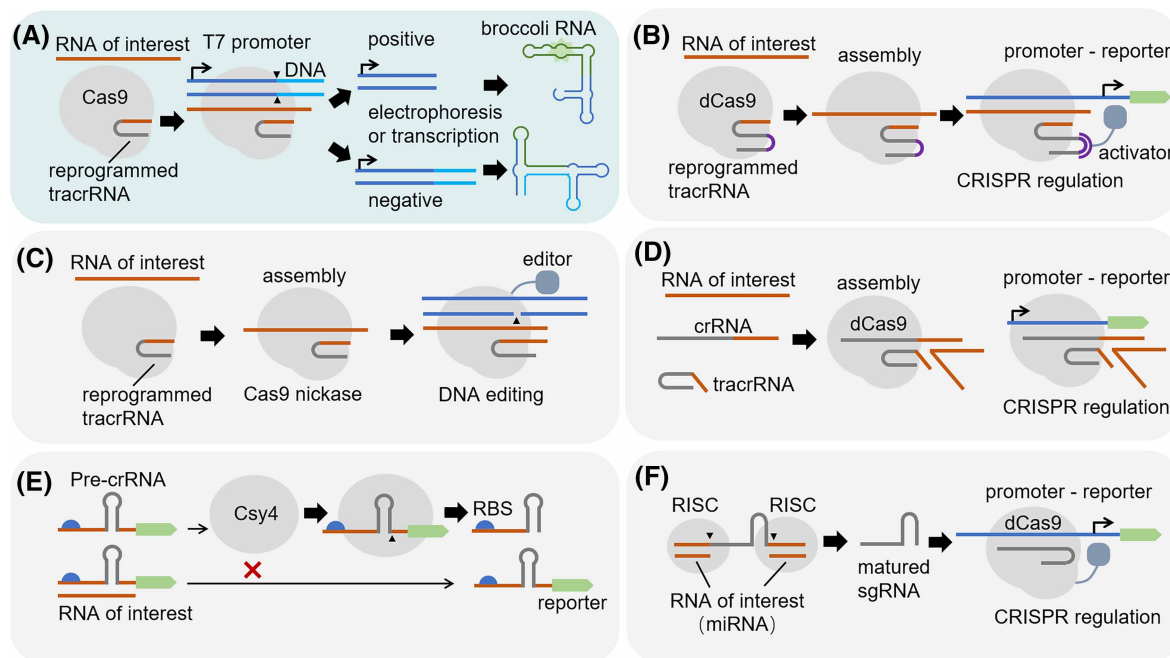 (A)
RNA of interest
T7 promoter
DNA
Cas9
reprogrammed
tracrRNA
positive
electrophoresis
or transcription
negative
broccoli RNA
(B)
RNA of interest
dCas9
reprogrammed
tracrRNA
assembly
promoter - reporter
activator
CRISPR regulation
(C)
RNA of interest
reprogrammed
tracrRNA
assembly
Cas9 nickase
editor
DNA editing
(D)
RNA of interest
crRNA
tracrRNA
assembly
dCas9
promoter - reporter
CRISPR regulation
(E)
Pre-crRNA
Csy4
RBS
RNA of interest
reporter
(F)
RISC
RISC
RNA of interest
(miRNA)
matured
sgRNA
promoter - reporter
dCas9
CRISPR regulation